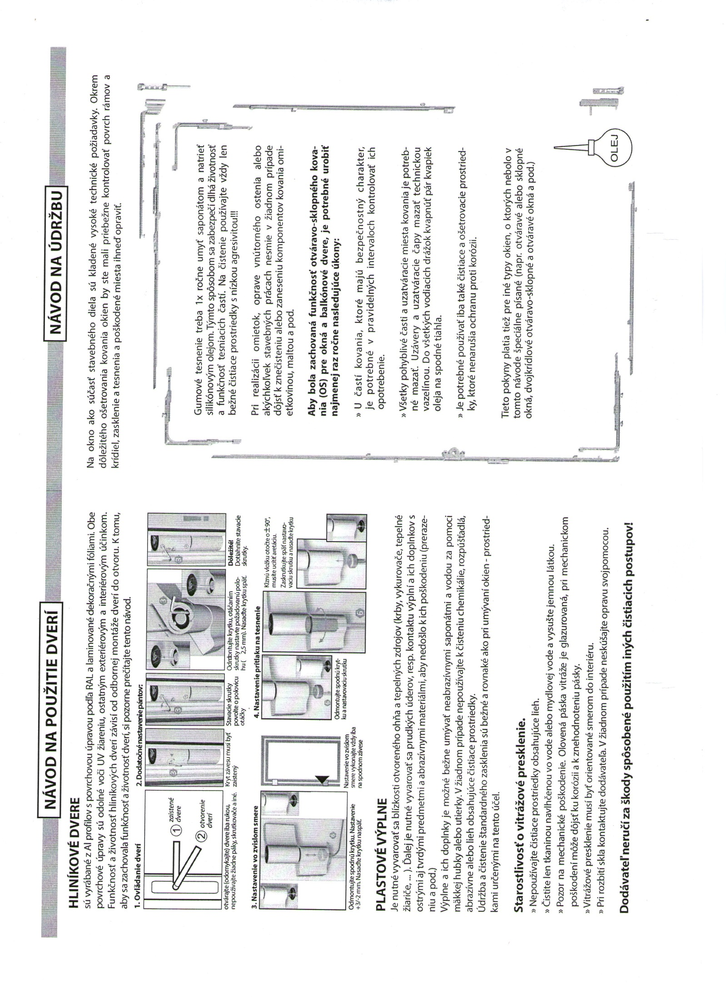 NÁVOD NA POUŽITIE DVERÍ
HLINÍKOVÉ DVERE
sú vyrábané z Al profilov s povrchovou úpravou podľa RAL a laminované dekoračnými fóliami. Obe
povrchové úpravy sú odolné voči UV žiareniu, ostatným exteriérovým a interiérovým účinkom.
Funkčnosť a životnosť hlinikových dverí závisí od odbornej montáže dverí do otvoru. K tomu,
aby sa zachovala funkčnosť a životnosť dverí, si pozorne prečítajte tento návod.
1. Ovládanie dverí
1 zaistené
dvere
2 otvorenie
dverí
otvárajte (odomykajte) dvere iba rukou,
nepoužívajte žiadne páky, skrutkovače a iné.
2. Dodatočné nastavenie pántov:
Kryt závesu musí byť
zaistený
Stavacie skrutky
povoľte o polovicu
otáčky
Odmontujte krytku, otáčaním
skrutky nastavte požadovanú polo-
hu ( 2,5 mm). Nasaďte krytku späť.
Dôležité!
Dotiahnite stavacie
skrutky.
3. Nastavenie vo zvislom smere
Odmontujte spodnú krytku. Nastavenie
+3/-2 mm. Nasaďte krytku naspäť.
Nastavenie vo zvislom
smere vykonajte vždy iba
na spodnom závese
4. Nastavenie prítlaku na tesnenie
Odmontujte spodnú kryt-
ku a nastavovaciu skrutku
6
Klznú vložku otočte o ± 90°,
musíte ucítiť aretáciu.
Zaskrutkujte späť nastavo-
vaciu skrutku a nasaďte krytku
PLASTOVÉ VÝPLNE
Je nutné vyvarovať sa blízkosti otvoreného ohňa a tepelných zdrojov (krby, vykurovače, tepelné
žiariče, ... ). Ďalej je nutné vyvarovať sa prudkých úderov, resp. kontaktu výplní a ich doplnkov s
ostrými aj tvrdými predmetmi a abrazívnymi materiálmi, aby nedošlo k ich poškodeniu (preraze-
niu a pod.)
Výplne a ich doplnky je možné bežne umývať neabrazívnymi saponátmi a vodou za pomoci
mäkkej hubky alebo utierky. V žiadnom prípade nepoužívajte k čisteniu chemikálie, rozpúšťadlá,
abrazívne alebo lieh obsahujúce čistiace prostriedky.
Údržba a čistenie štandardného zasklenia sú bežné a rovnaké ako pri umývaní okien - prostried-
kami určenými na tento účel.
Starostlivosť o vitrážové presklenie.
» Nepoužívajte čistiace prostriedky obsahujúce lieh.
» Čistite len tkaninou navlhčenou vo vode alebo mydlovej vode a vysušte jemnou látkou.
» Pozor na mechanické poškodenie. Olovená páska vitráže je glazurovaná, pri mechanickom
poškodení môže dôjsť ku korózii a k znehodnoteniu pásky.
» Vitrážové presklenie musí byť orientované smerom do interiéru.
» Pri rozbití skla kontaktujte dodávateľa. V žiadnom prípade neskúšajte opravu svojpomocou.
Dodávateľ neručí za škody spôsobené použitím iných čistiacich postupov!
NÁVOD NA ÚDRŽBU
Na okno ako súčasť stavebného diela sú kladené vysoké technické požiadavky. Okrem
dôležitého ošetrovania kovania okien by ste mali priebežne kontrolovať povrch rámov a
krídiel, zasklenie a tesnenia a poškodené miesta ihneď opraviť.
Gumové tesnenie treba 1x ročne umyť saponátom a natrieť
silikónovým olejom. Týmto spôsobom sa zabezpečí dlhá životnosť
a funkčnosť tesniacich častí. Na čistenie používajte vždy len
bežné čistiace prostriedky s nízkou agresivitou!!!
Pri realizácii omietok, oprave vnútorného ostenia alebo
akýchkoľvek stavebných prácach nesmie v žiadnom prípade
dôjsť k znečisteniu alebo zaneseniu komponentov kovania omi-
etkovinou, maltou a pod.
Aby bola zachovaná funkčnosť otváravo-sklopného kova-
nia (OS) pre okná a balkónové dvere, je potrebné urobiť
najmenej raz ročne nasledujúce úkony:
» U častí kovania, ktoré majú bezpečnostný charakter,
je potrebné v pravidelných intervaloch kontrolovať ich
opotrebenie.
» Všetky pohyblivé časti a uzatváracie miesta kovania je potreb-
né mazať. Uzávery a uzatváracie čapy mazať technickou
vazelínou. Do všetkých vodiacich drážok kvapnúť pár kvapiek
oleja na spodné tiahla.
» Je potrebné používať iba také čistiace a ošetrovacie prostried-
ky, ktoré nenarušia ochranu proti korózii.
Tieto pokyny platia tiež pre iné typy okien, o ktorých nebolo v
tomto návode špeciálne písané (napr. otváravé alebo sklopné
okná, dvojkrídlové otváravo-sklopné a otváravé okná a pod.)
OLEJ